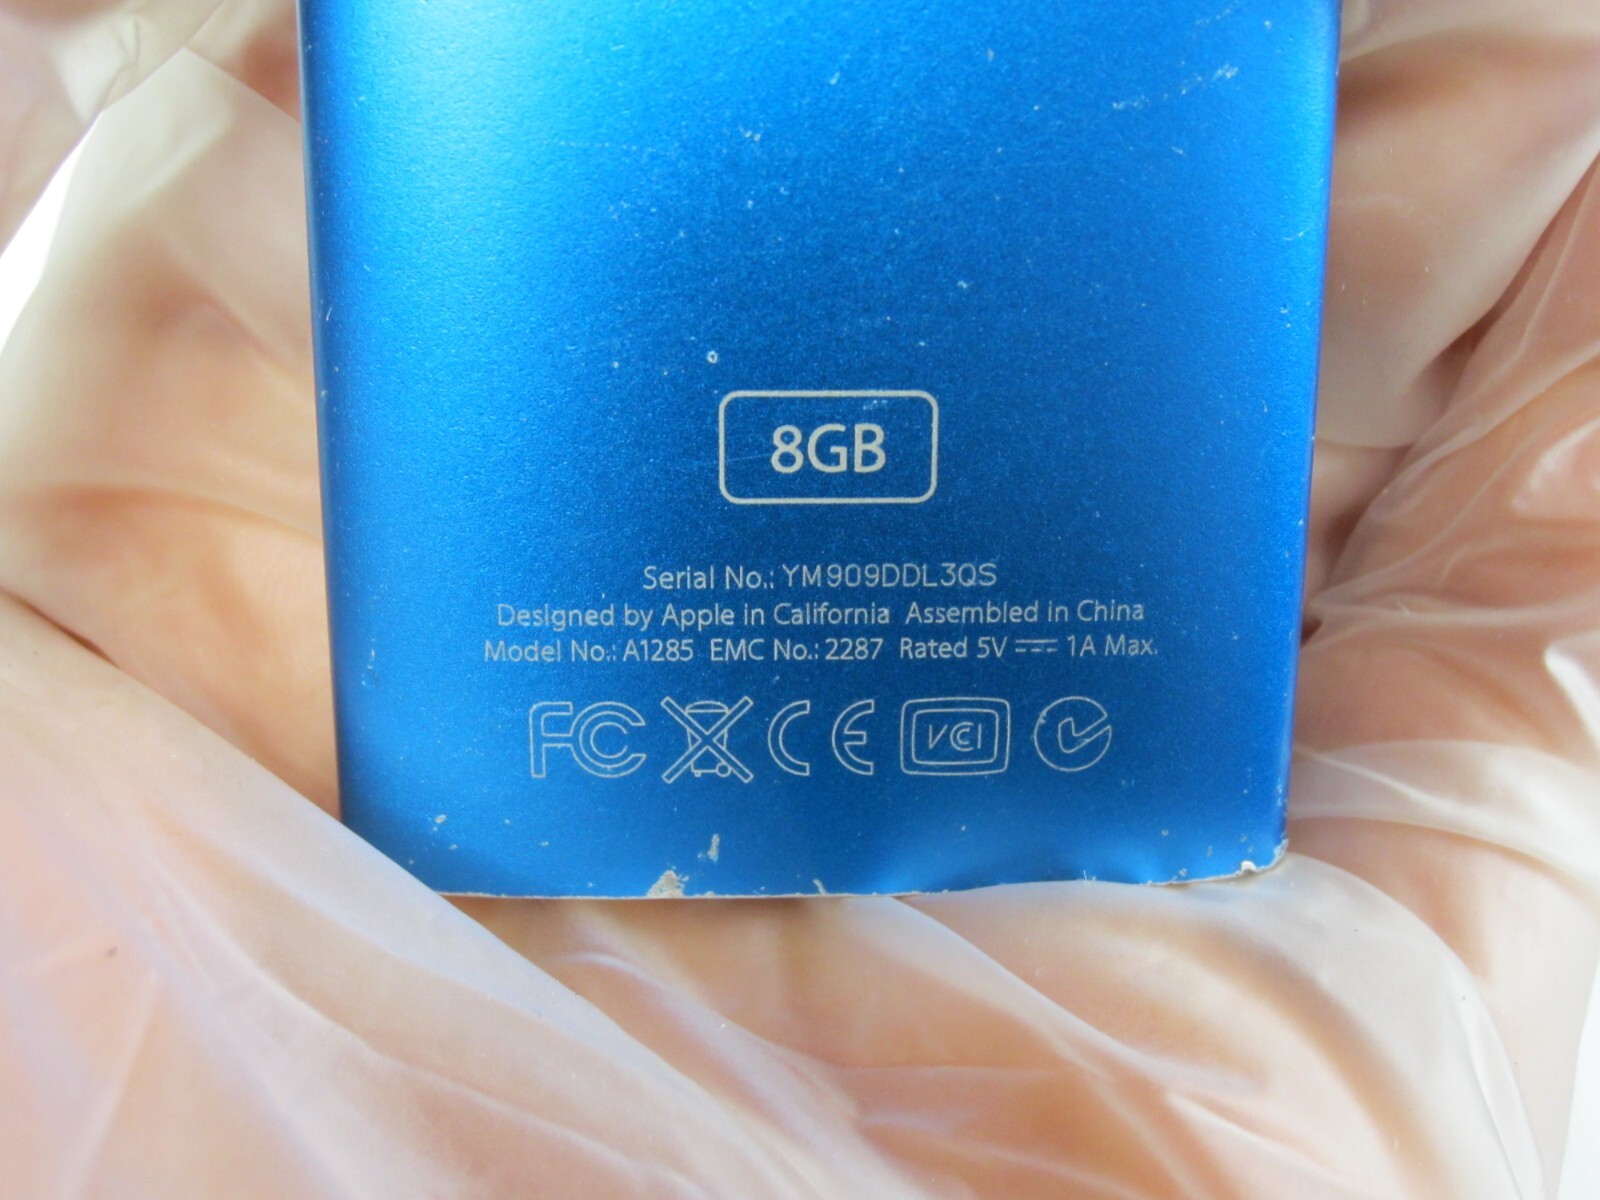 8GB
Serial No.: YM909DDL3QS
Designed by Apple in California Assembled in China
Model No.: A1285 EMC No.: 2287 Rated 5V ⎓ 1A Max.
FC CE VCI